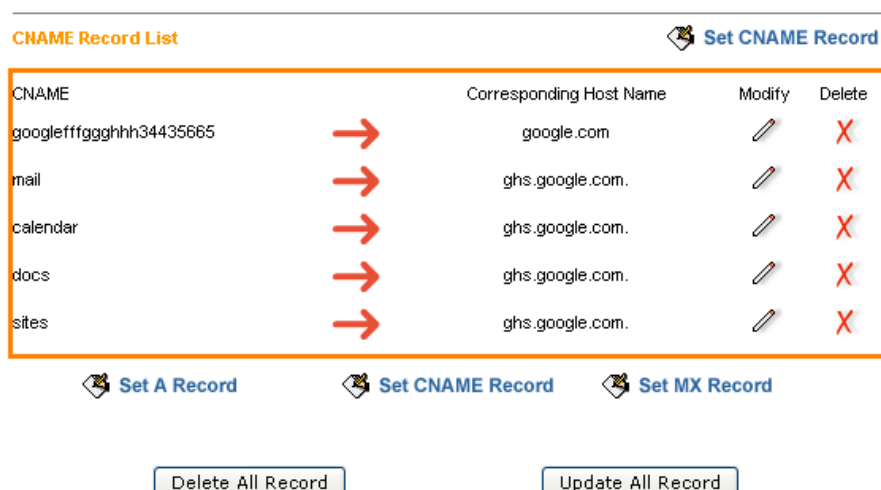 CNAME Record List Set CNAME Record
CNAME Corresponding Host Name Modify Delete
googlefffggghhh34435665 google.com
mail ghs.google.com.
calendar ghs.google.com.
docs ghs.google.com.
sites ghs.google.com.
Set A Record Set CNAME Record Set MX Record
Delete All Record Update All Record